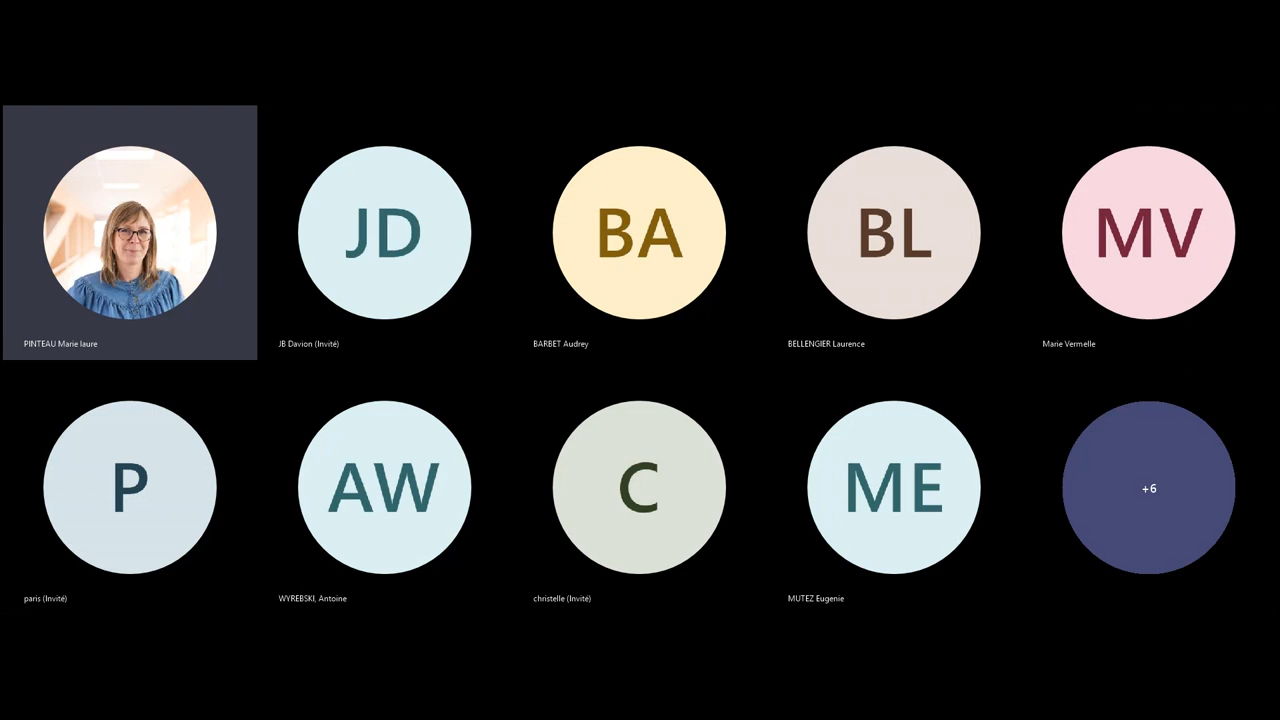 JD
BA
BL
MV
PINTEAU Marie laure
JB Davion (Invité)
BARBET Audrey
BELLENGIER Laurence
Marie Vermelle
P
AW
C
ME
+6
paris (Invité)
WYREBSKI, Antoine
christelle (Invité)
MUTEZ Eugenie